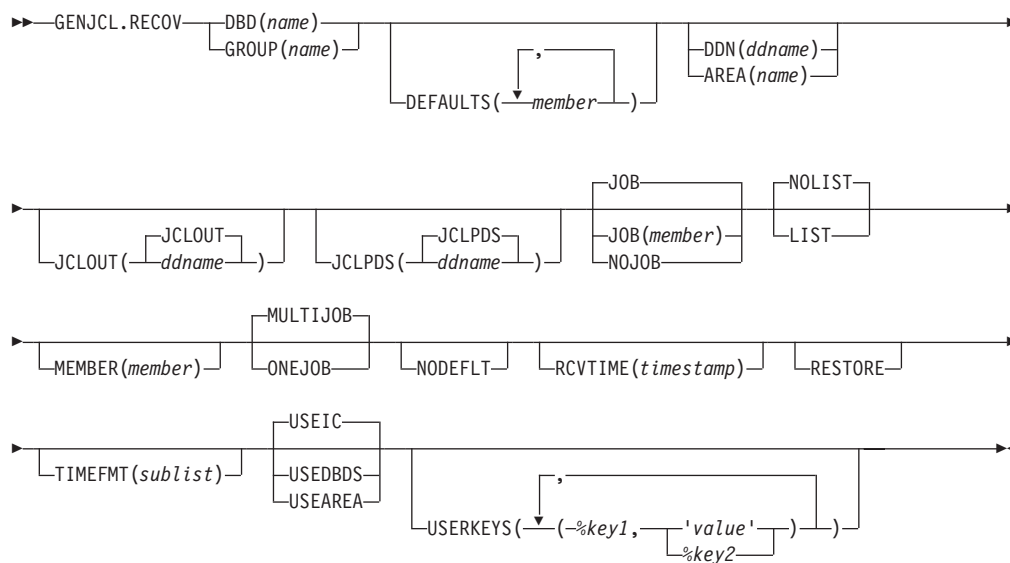 GENJCL.RECOV DBD(name)
GROUP(name)
DEFAULTS( member )
,
DDN(ddname)
AREA(name)
JCLOUT( JCLOUT )
ddname
JCLPDS( JCLPDS )
ddname
JOB
JOB(member)
NOJOB
NOLIST
LIST
MEMBER(member)
MULTIJOB
ONEJOB
NODEFLT
RCVTIME(timestamp)
RESTORE
TIMEFMT(sublist)
USEIC
USEDBDS
USEAREA
,
USERKEYS( (%key1, 'value' ) )
%key2